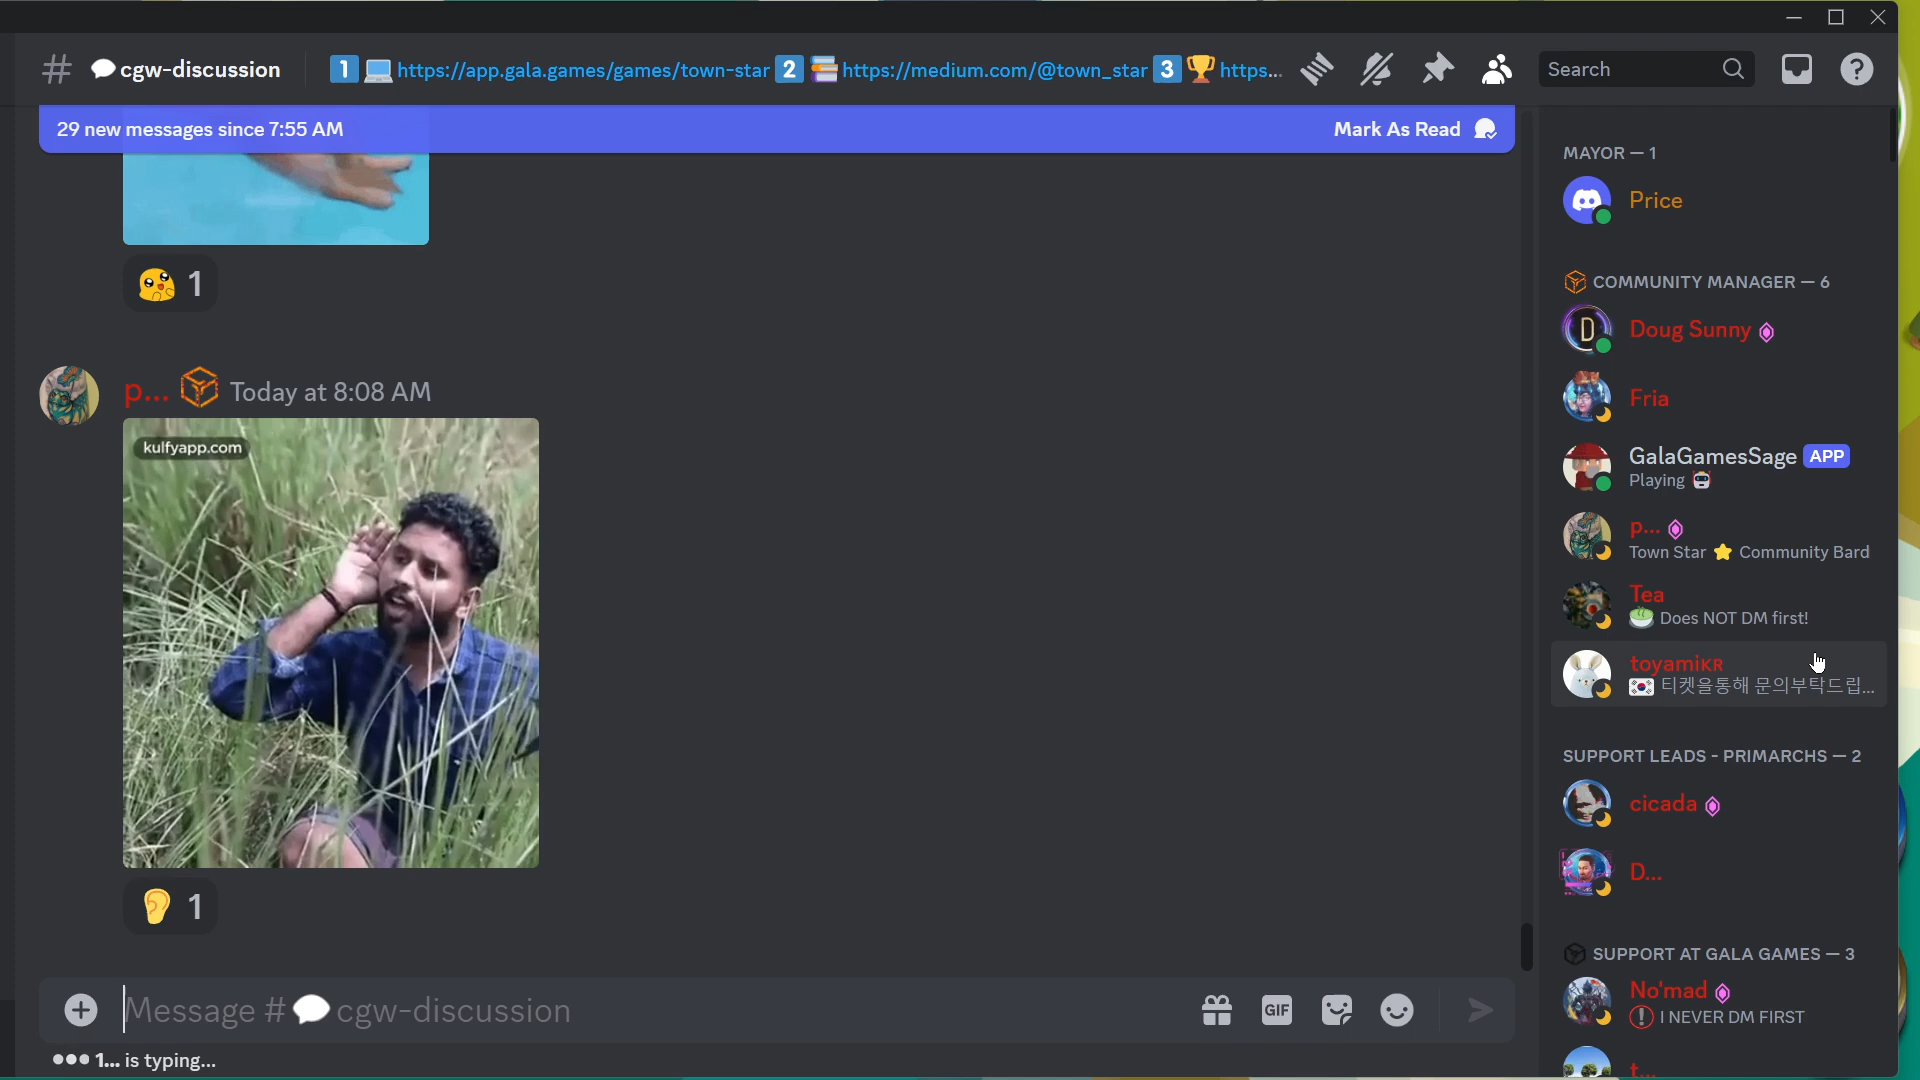 # 💬 cgw-discussion
1 💻 https://app.gala.games/games/town-star 2 📚 https://medium.com/@town_star 3 🏆 https...
Search
29 new messages since 7:55 AM
Mark As Read
1
p... Today at 8:08 AM
kulfyapp.com
👂 1
Message # 💬 cgw-discussion
GIF
1... is typing...
MAYOR — 1
Price
COMMUNITY MANAGER — 6
D
Doug Sunny
Fria
GalaGamesSage APP
Playing
p...
Town Star ⭐ Community Bard
Tea
🍵 Does NOT DM first!
toyamiKR
🇰🇷 티켓을통해 문의부탁드립...
SUPPORT LEADS - PRIMARCHS — 2
cicada
D...
SUPPORT AT GALA GAMES — 3
No'mad
I NEVER DM FIRST
t...